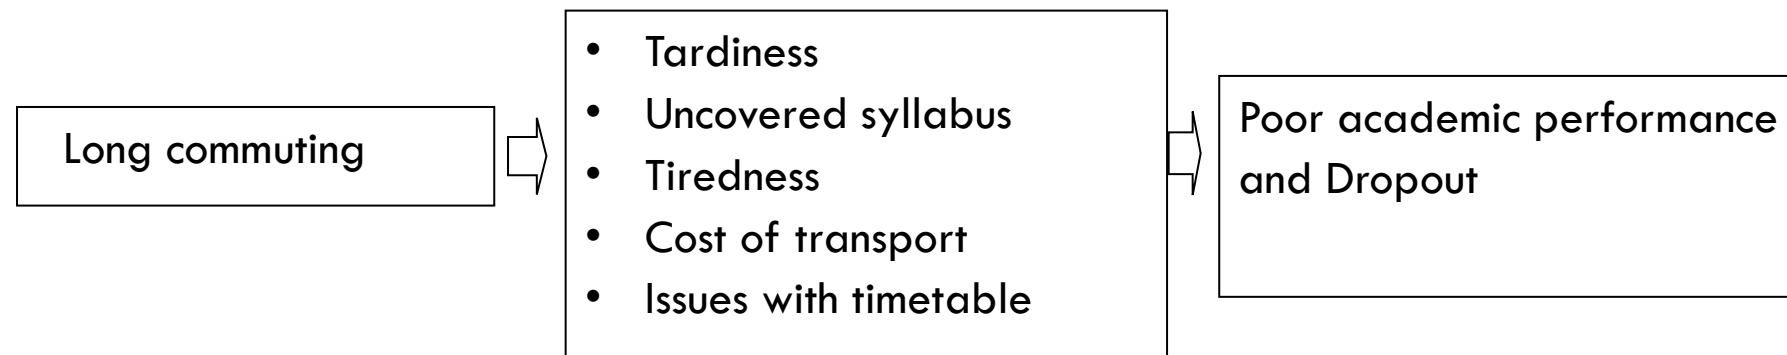 Long commuting
• Tardiness
• Uncovered syllabus
• Tiredness
• Cost of transport
• Issues with timetable
Poor academic performance
and Dropout